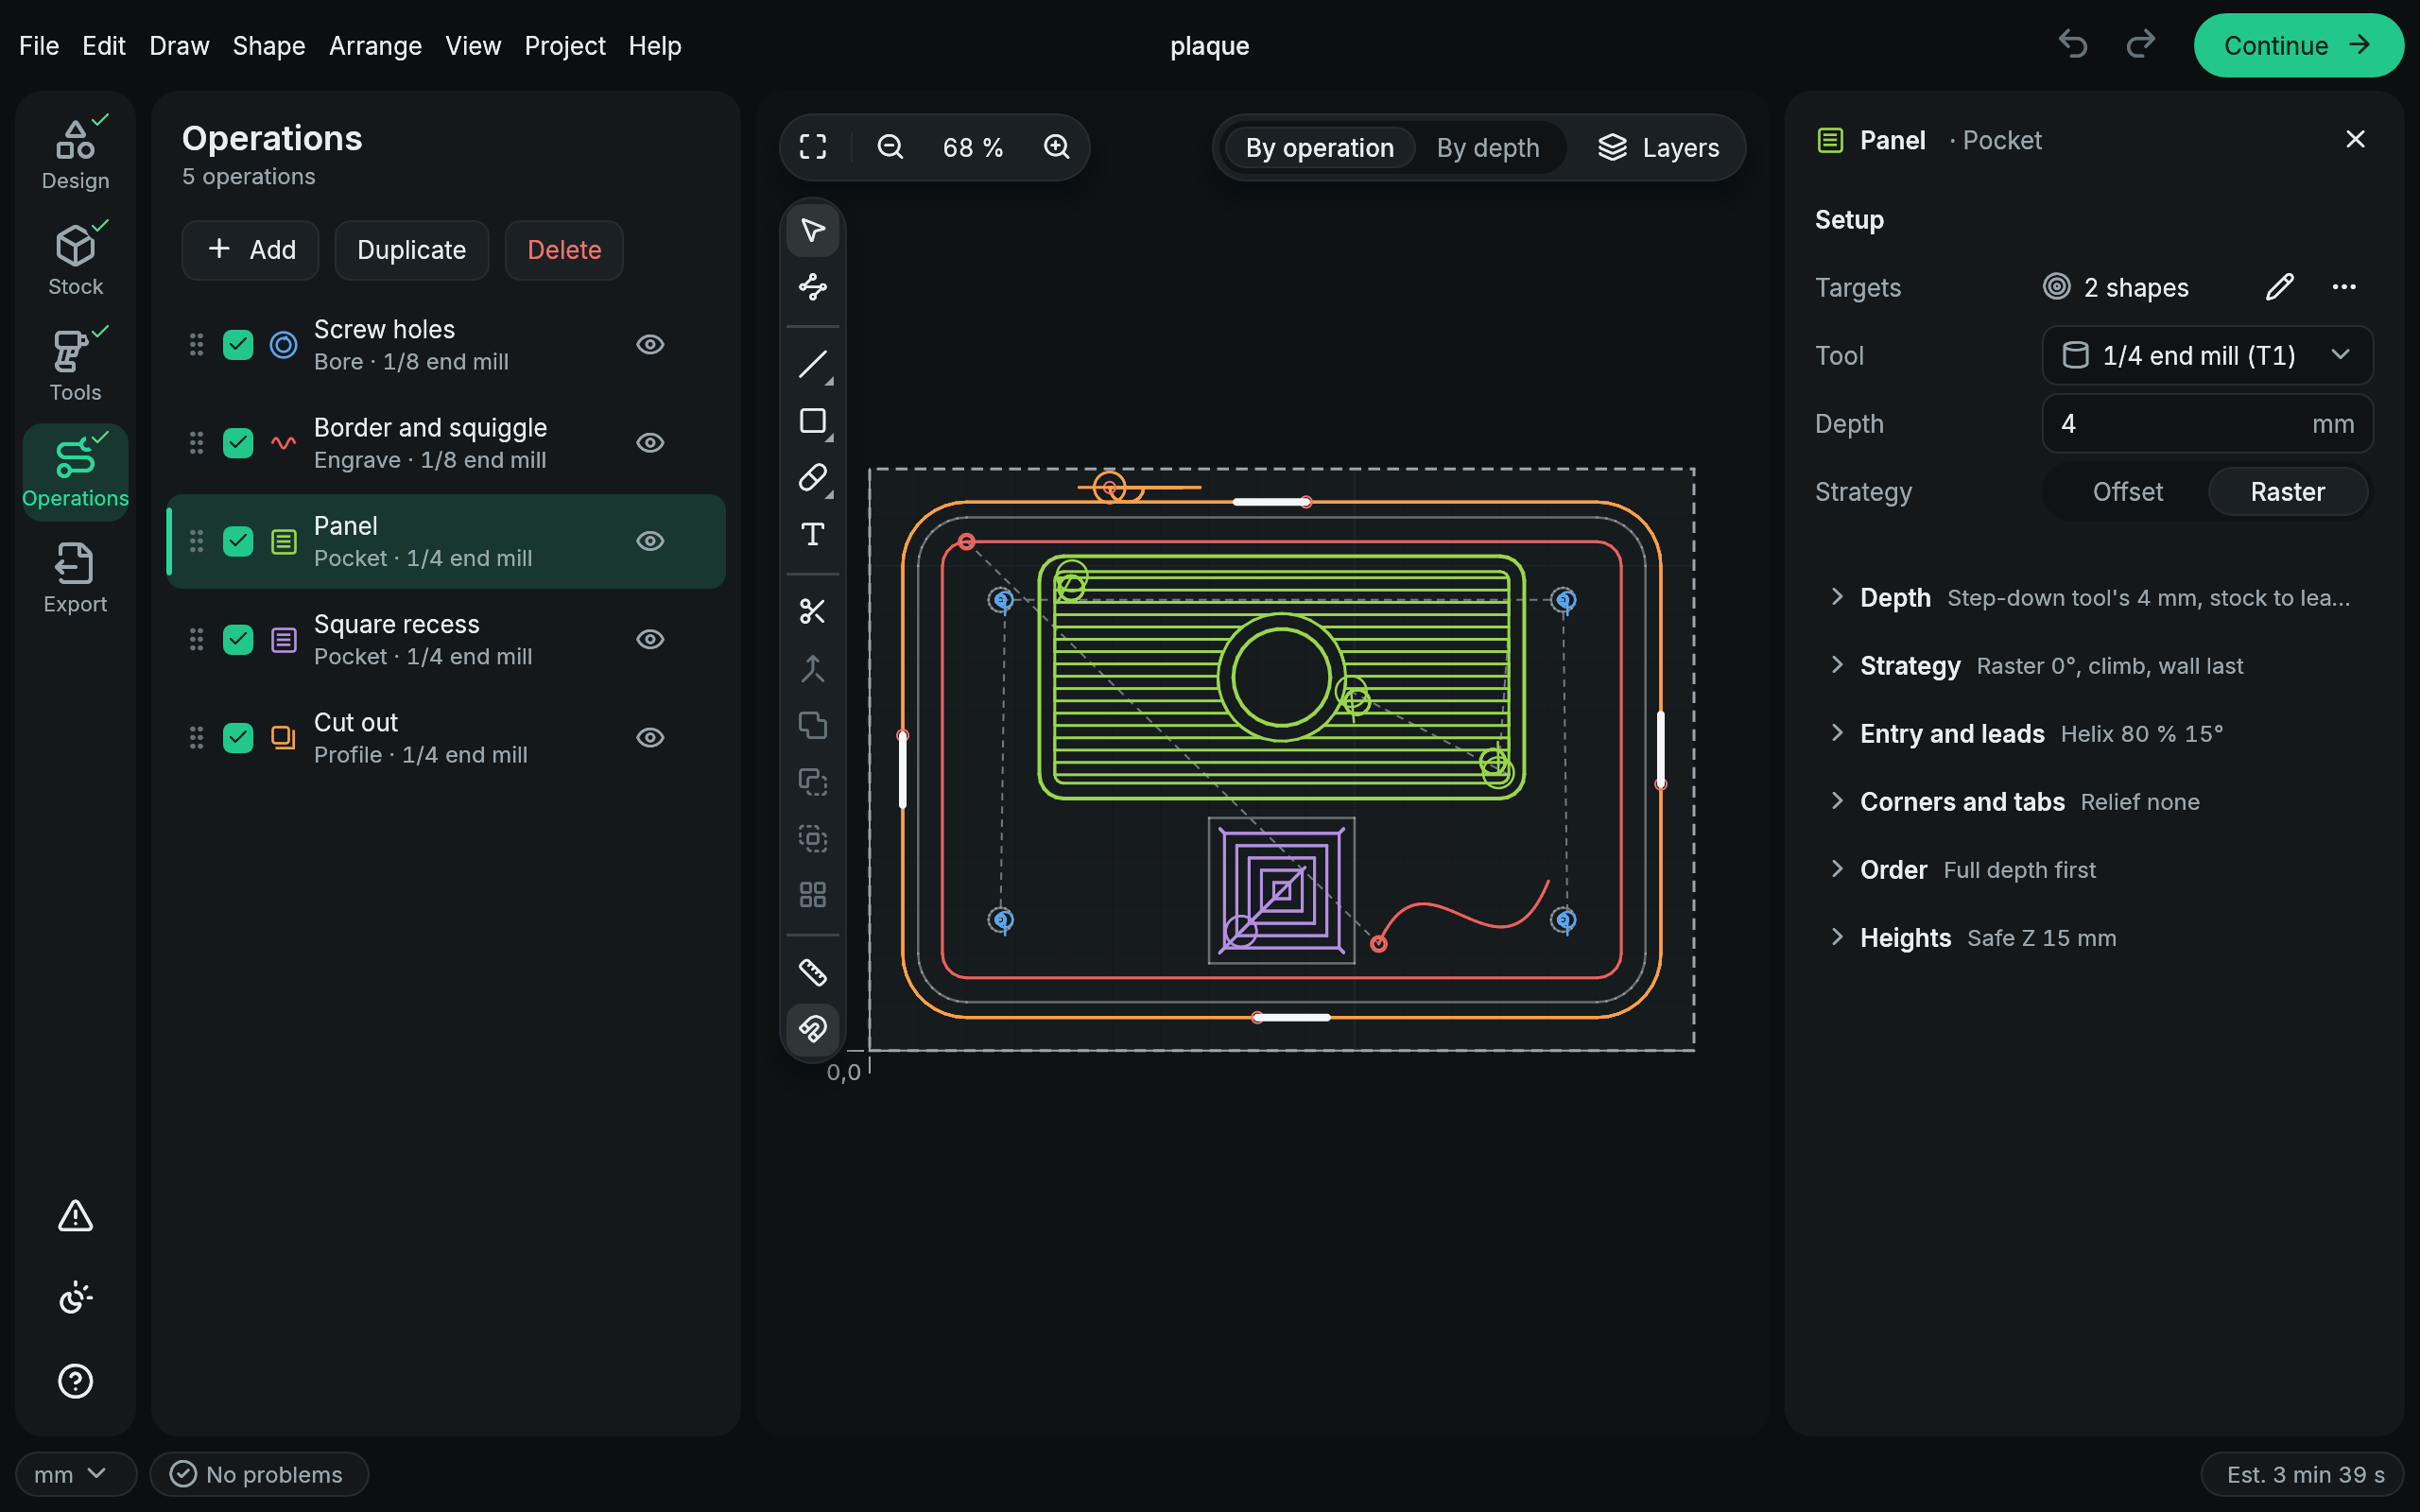 File Edit Draw Shape Arrange View Project Help
plaque
Continue
Design
Stock
Tools
Operations
Export
Operations
5 operations
Add Duplicate Delete
Screw holes
Bore · 1/8 end mill
Border and squiggle
Engrave · 1/8 end mill
Panel
Pocket · 1/4 end mill
Square recess
Pocket · 1/4 end mill
Cut out
Profile · 1/4 end mill
68 %
By operation By depth Layers
0,0
Panel · Pocket
Setup
Targets 2 shapes
Tool 1/4 end mill (T1)
Depth 4 mm
Strategy Offset Raster
Depth Step-down tool's 4 mm, stock to lea...
Strategy Raster 0°, climb, wall last
Entry and leads Helix 80 % 15°
Corners and tabs Relief none
Order Full depth first
Heights Safe Z 15 mm
mm
No problems
Est. 3 min 39 s